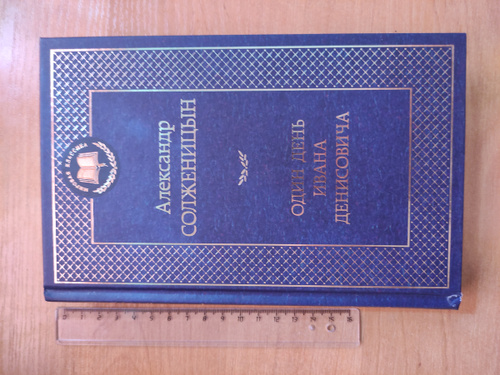 Александр
СОЛЖЕНИЦЫН
ОДИН ДЕНЬ
ИВАНА
ДЕНИСОВИЧА